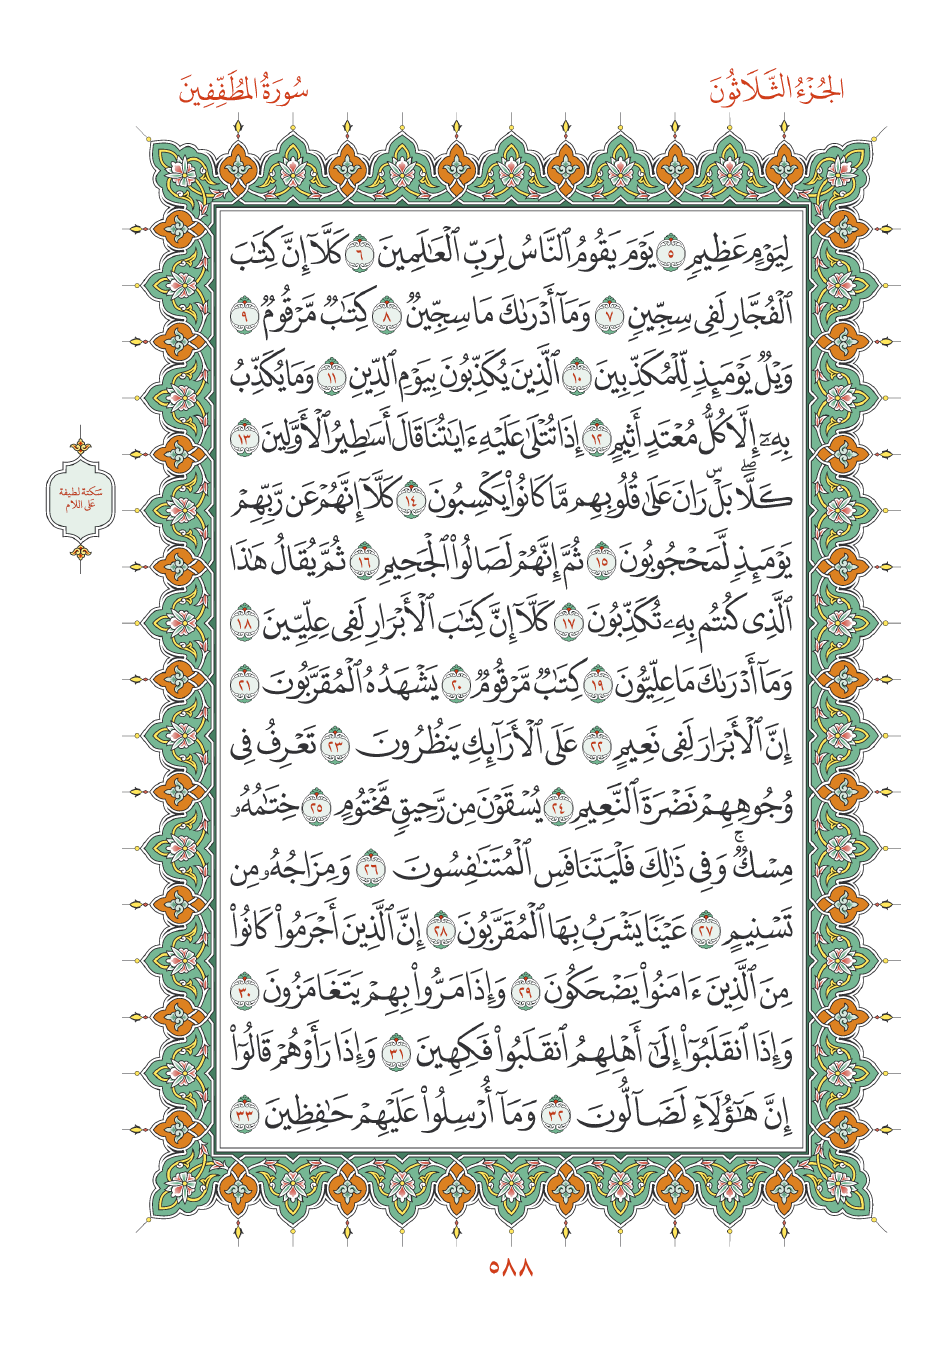 الجُزْءُ الثَّلَاثُونَ
سُورَةُ المُطَفِّفِينَ
لِيَوْمٍ عَظِيمٍ ٥ يَوْمَ يَقُومُ ٱلنَّاسُ لِرَبِّ ٱلْعَٰلَمِينَ ٦ كَلَّآ إِنَّ كِتَٰبَ
ٱلْفُجَّارِ لَفِى سِجِّينٍ ٧ وَمَآ أَدْرَىٰكَ مَا سِجِّينٌ ٨ كِتَٰبٌ مَّرْقُومٌ ٩
وَيْلٌ يَوْمَئِذٍ لِّلْمُكَذِّبِينَ ١٠ ٱلَّذِينَ يُكَذِّبُونَ بِيَوْمِ ٱلدِّينِ ١١ وَمَا يُكَذِّبُ
بِهِۦٓ إِلَّا كُلُّ مُعْتَدٍ أَثِيمٍ ١٢ إِذَا تُتْلَىٰ عَلَيْهِ ءَايَٰتُنَا قَالَ أَسَٰطِيرُ ٱلْأَوَّلِينَ ١٣
كَلَّاۖ بَلْۜ رَانَ عَلَىٰ قُلُوبِهِم مَّا كَانُوا۟ يَكْسِبُونَ ١٤ كَلَّآ إِنَّهُمْ عَن رَّبِّهِمْ
سكتة لطيفة
على اللام
يَوْمَئِذٍ لَّمَحْجُوبُونَ ١٥ ثُمَّ إِنَّهُمْ لَصَالُوا۟ ٱلْجَحِيمِ ١٦ ثُمَّ يُقَالُ هَٰذَا
ٱلَّذِى كُنتُم بِهِۦ تُكَذِّبُونَ ١٧ كَلَّآ إِنَّ كِتَٰبَ ٱلْأَبْرَارِ لَفِى عِلِّيِّينَ ١٨
وَمَآ أَدْرَىٰكَ مَا عِلِّيُّونَ ١٩ كِتَٰبٌ مَّرْقُومٌ ٢٠ يَشْهَدُهُ ٱلْمُقَرَّبُونَ ٢١
إِنَّ ٱلْأَبْرَارَ لَفِى نَعِيمٍ ٢٢ عَلَى ٱلْأَرَآئِكِ يَنظُرُونَ ٢٣ تَعْرِفُ فِى
وُجُوهِهِمْ نَضْرَةَ ٱلنَّعِيمِ ٢٤ يُسْقَوْنَ مِن رَّحِيقٍ مَّخْتُومٍ ٢٥ خِتَٰمُهُۥ
مِسْكٌۚ وَفِى ذَٰلِكَ فَلْيَتَنَافَسِ ٱلْمُتَنَٰفِسُونَ ٢٦ وَمِزَاجُهُۥ مِن
تَسْنِيمٍ ٢٧ عَيْنًا يَشْرَبُ بِهَا ٱلْمُقَرَّبُونَ ٢٨ إِنَّ ٱلَّذِينَ أَجْرَمُوا۟ كَانُوا۟
مِنَ ٱلَّذِينَ ءَامَنُوا۟ يَضْحَكُونَ ٢٩ وَإِذَا مَرُّوا۟ بِهِمْ يَتَغَامَزُونَ ٣٠
وَإِذَا ٱنقَلَبُوٓا۟ إِلَىٰٓ أَهْلِهِمُ ٱنقَلَبُوا۟ فَكِهِينَ ٣١ وَإِذَا رَأَوْهُمْ قَالُوٓا۟
إِنَّ هَٰٓؤُلَآءِ لَضَآلُّونَ ٣٢ وَمَآ أُرْسِلُوا۟ عَلَيْهِمْ حَٰفِظِينَ ٣٣
٥٨٨